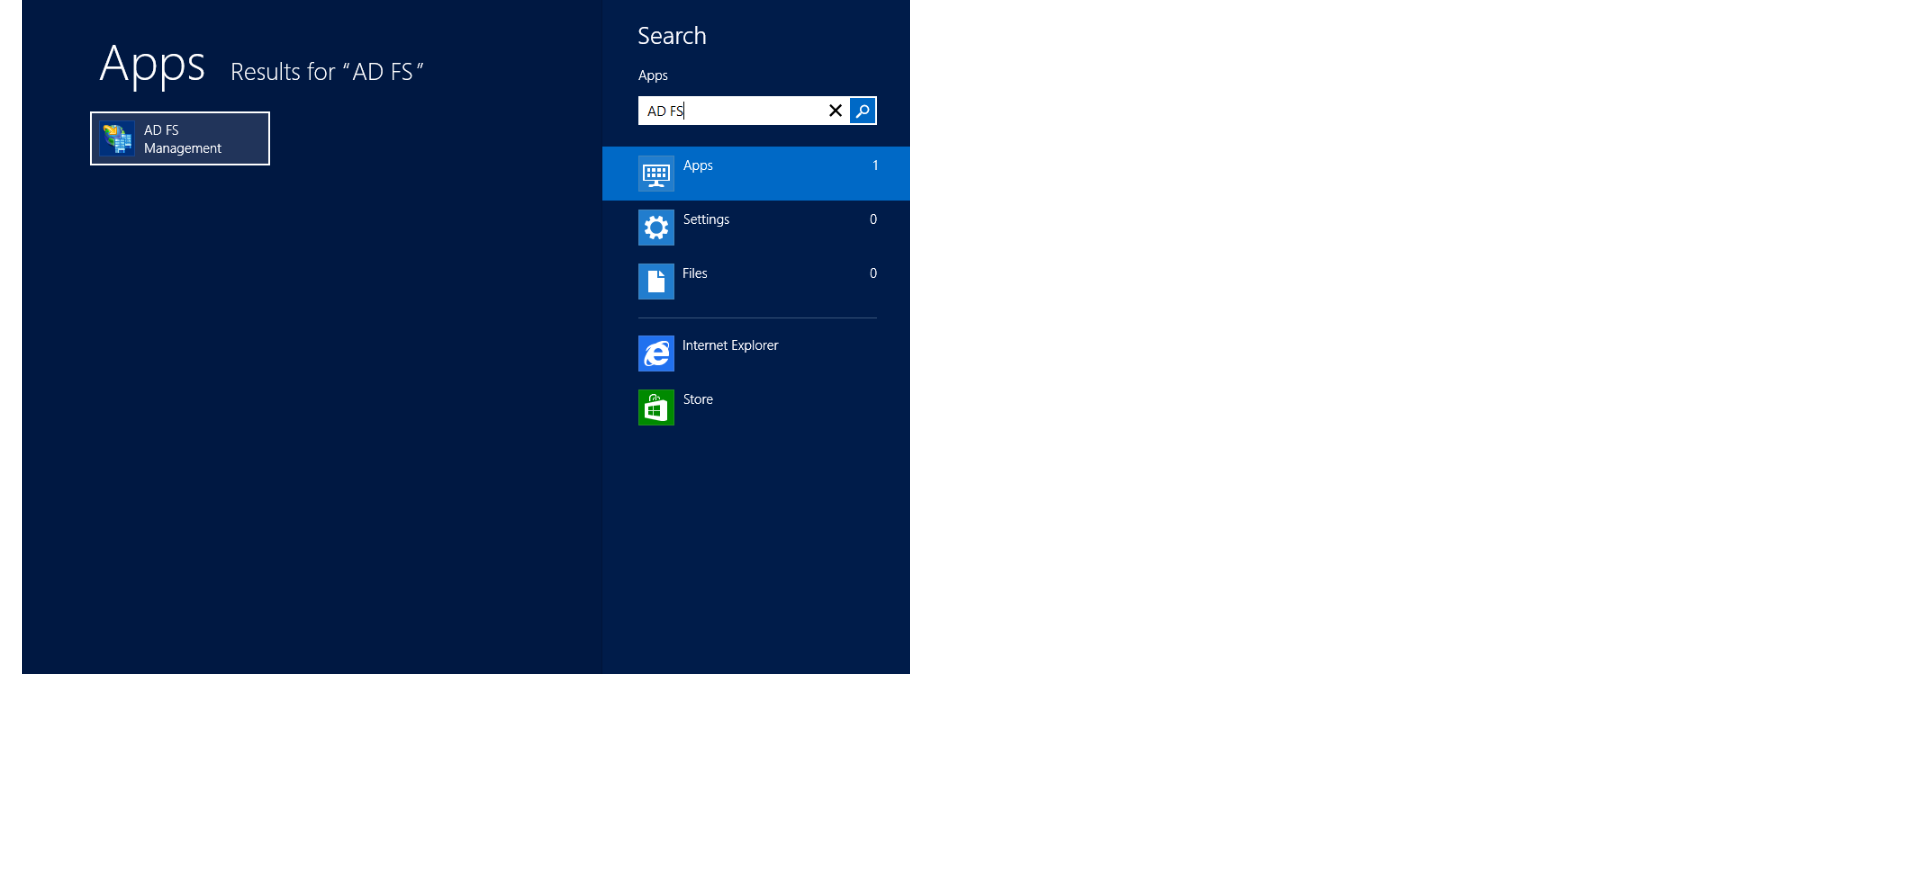 Apps Results for “AD FS”
AD FS
Management
Search
Apps
AD FS
Apps 1
Settings 0
Files 0
Internet Explorer
Store